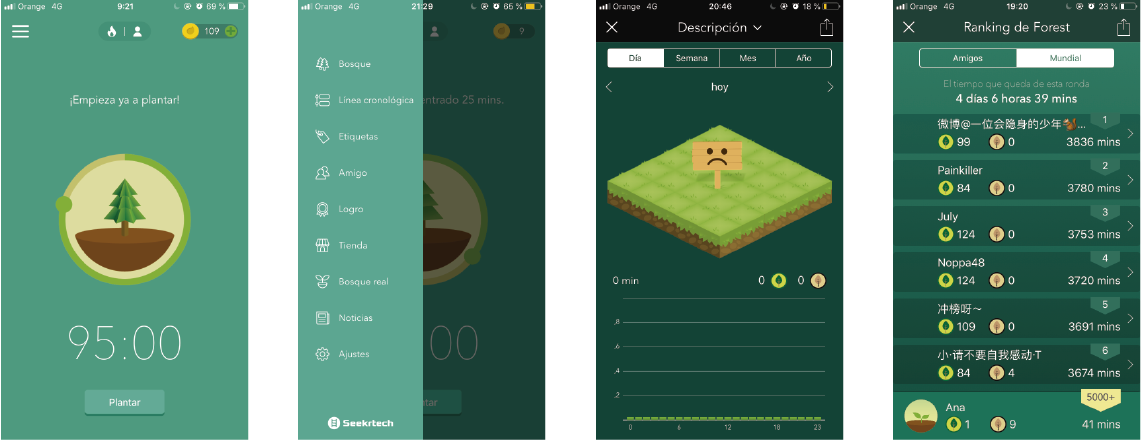 Orange 4G 9:21 69 %
109
¡Empieza ya a plantar!
95:00
Plantar
Orange 4G 21:29 65 %
9
Bosque
Línea cronológica
entrado 25 mins.
Etiquetas
Amigo
Logro
Tienda
Bosque real
Noticias
00
Ajustes
tar
Seekrtech
Orange 4G 20:46 18 %
Descripción
Día Semana Mes Año
hoy
0 min 0 0
,8
,6
,4
,2
0 6 12 18 23
Orange 4G 19:20 23 %
Ranking de Forest
Amigos Mundial
El tiempo que queda de esta ronda
4 días 6 horas 39 mins
微博@一位会隐身的少年🐿️... 1
99 0 3836 mins
Painkiller 2
84 0 3780 mins
July 3
124 0 3753 mins
Noppa48 4
124 0 3720 mins
冲榜呀~ 5
109 0 3691 mins
小·请不要自我感动·T 6
84 4 3674 mins
Ana 5000+
1 9 41 mins